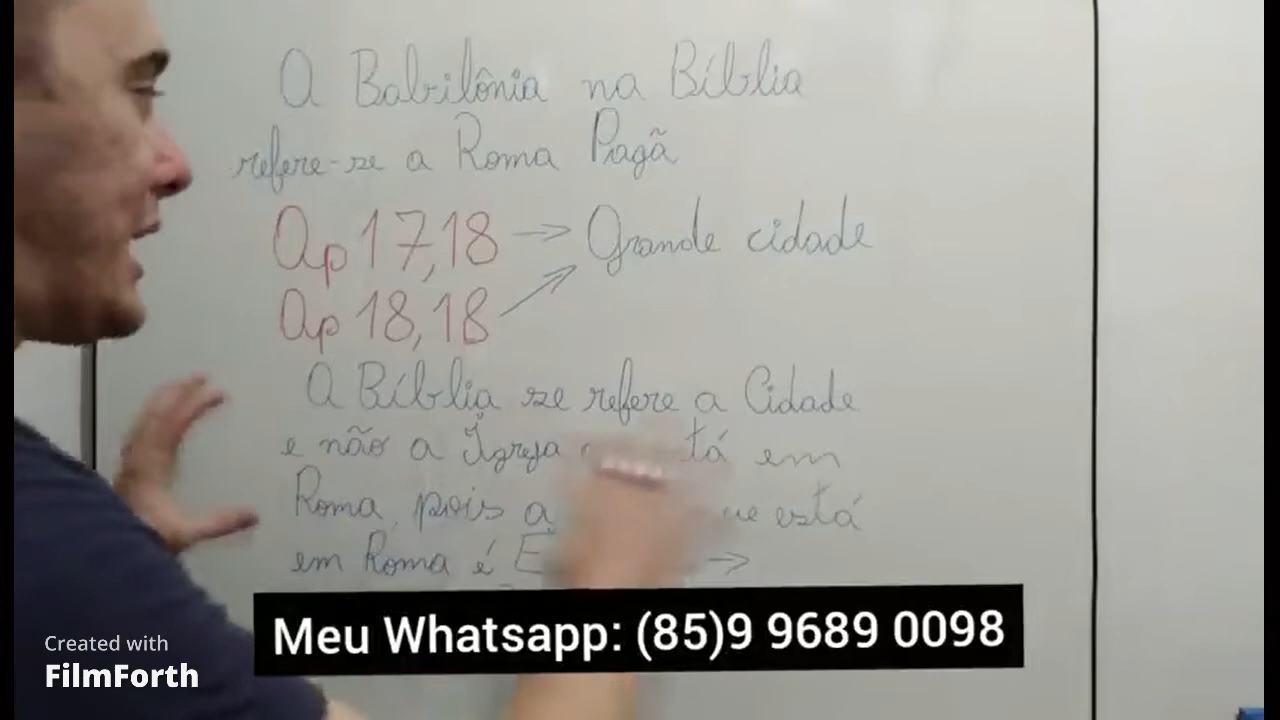 A Babilônia na Bíblia
refere-se a Roma Pagã
Ap 17,18 → Grande cidade
Ap 18,18
A Bíblia se refere a Cidade
e não a Igreja em
Roma, pois a está
em Roma é →
Meu Whatsapp: (85)9 9689 0098
Created with
FilmForth